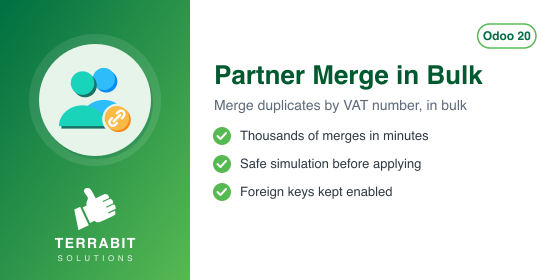 Odoo 20
Partner Merge in Bulk
Merge duplicates by VAT number, in bulk
Thousands of merges in minutes
Safe simulation before applying
Foreign keys kept enabled
TERRABIT
SOLUTIONS